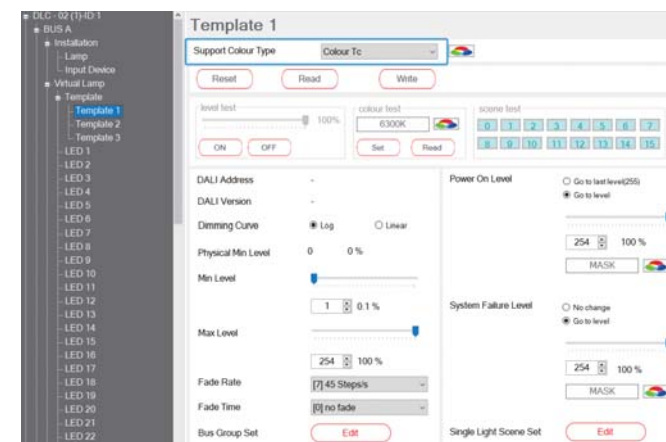 DLC - 02 (1)-ID:1
BUS A
Installation
Lamp
Input Device
Virtual Lamp
Template
Template 1
Template 2
Template 3
LED 1
LED 2
LED 3
LED 4
LED 5
LED 6
LED 7
LED 8
LED 9
LED 10
LED 11
LED 12
LED 13
LED 14
LED 15
LED 16
LED 17
LED 18
LED 19
LED 20
LED 21
LED 22
Template 1
Support Colour Type Colour Tc
Reset Read Write
level test 100% ON OFF
colour test 6300K Set Read
scene test
0 1 2 3 4 5 6 7
8 9 10 11 12 13 14 15
DALI Address -
DALI Version -
Dimming Curve Log Linear
Physical Min Level 0 0 %
Min Level
1 0.1 %
Max Level
254 100 %
Fade Rate [7] 45 Steps/s
Fade Time [0] no fade
Bus Group Set Edit
Power On Level Go to last level(255)
Go to level
254 100 %
MASK
System Failure Level No change
Go to level
254 100 %
MASK
Single Light Scene Set Edit